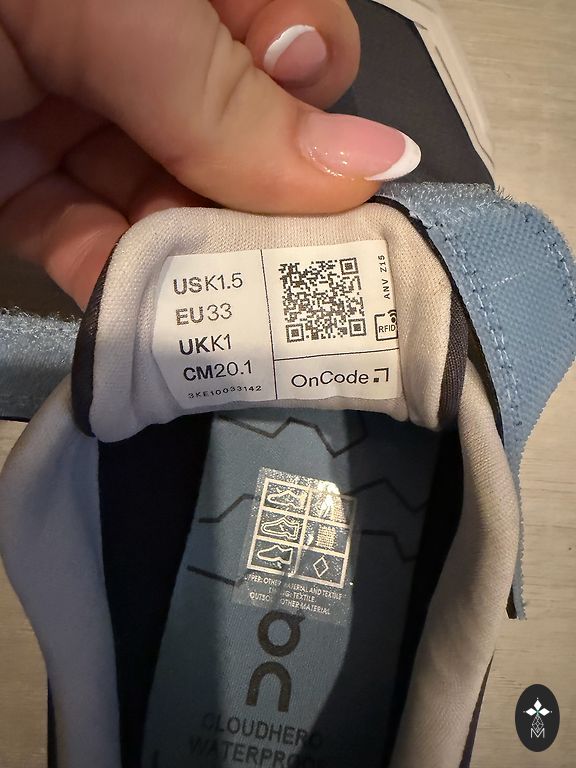 USK1.5
EU33
UKK1
CM20.1
3KE10033142
ANV Z15
RFID
OnCode
UPPER: OTHER MATERIAL AND TEXTILE
LINING: TEXTILE
OUTSOLE: OTHER MATERIAL
CLOUDHERO
WATERPROOF
M